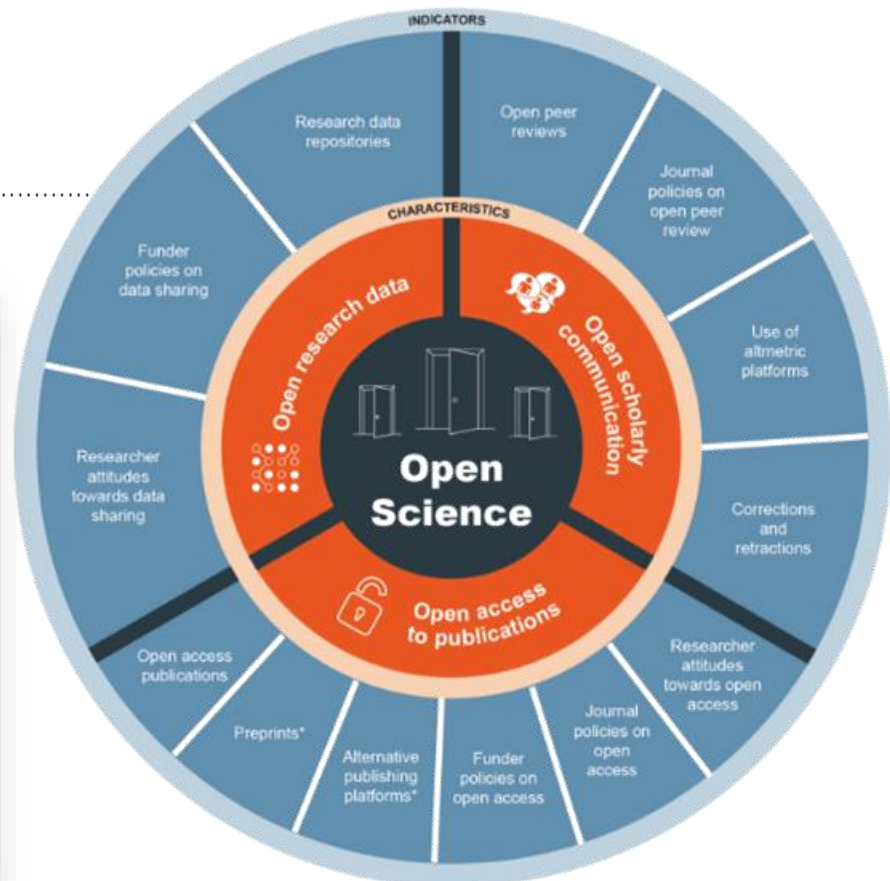 INDICATORS
Research data
repositories
Open peer
reviews
Journal
policies on
open peer
review
Funder
policies on
data sharing
CHARACTERISTICS
Open research data
Open scholarly
communication
Use of
altmetric
platforms
Researcher
attitudes
towards data
sharing
Open
Science
Corrections
and
retractions
Open access
to publications
Open access
publications
Preprints*
Alternative
publishing
platforms*
Funder
policies on
open access
Journal
policies on
open
access
Researcher
attitudes
towards open
access